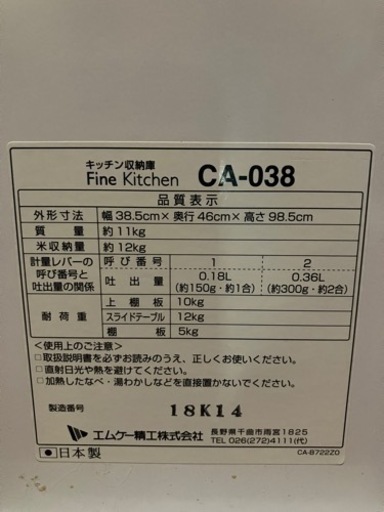 キッチン収納庫
Fine Kitchen CA-038
品質表示
外形寸法 幅38.5cm×奥行46cm×高さ98.5cm
質量 約11kg
米収納量 約12kg
計量レバーの呼び番号と吐出量の関係 呼び番号 1 2
吐出量 0.18L (約150g・約1合) 0.36L (約300g・約2合)
耐荷重 上棚板 10kg
スライドテーブル 12kg
棚板 5kg
<使用上のご注意>
□取扱説明書を必ずお読みのうえ、正しくお使いください。
□直射日光や熱を避けてください。
□加熱したなべ・湯わかしなどを直接置かないでください。
製造番号 18K14
エムケー精工株式会社 長野県千曲市雨宮1825
TEL 026(272)4111(代)
日本製 CA-B722Z0